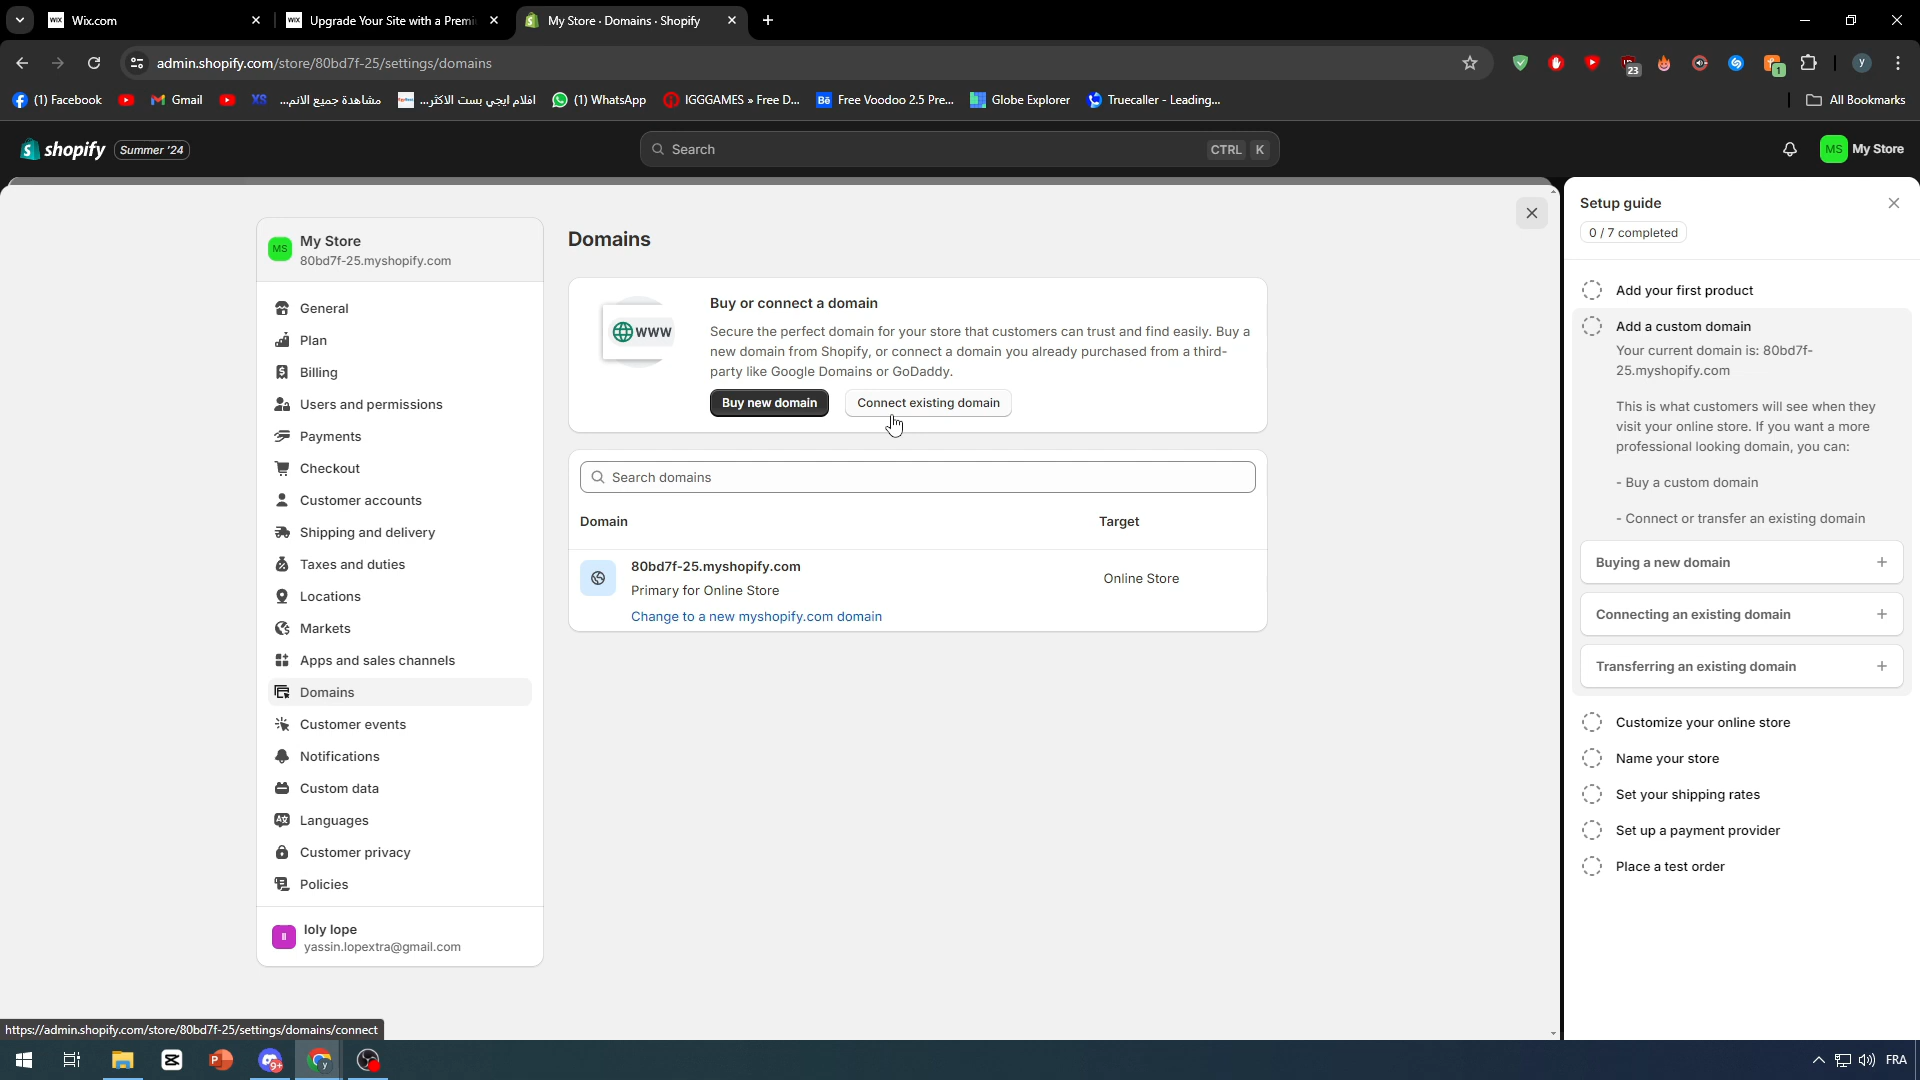 Wix.com
Upgrade Your Site with a Premi
My Store · Domains · Shopify
admin.shopify.com/store/80bd7f-25/settings/domains
23
1
y
(1) Facebook
Gmail
XS
مشاهدة جميع الانم...
افلام ايجي بست الاكثر...
(1) WhatsApp
IGGGAMES » Free D...
Bē
Free Voodoo 2.5 Pre...
Globe Explorer
Truecaller - Leading...
All Bookmarks
shopify
Summer '24
Search
CTRL K
MS
My Store
MS
My Store
80bd7f-25.myshopify.com
General
Plan
Billing
Users and permissions
Payments
Checkout
Customer accounts
Shipping and delivery
Taxes and duties
Locations
Markets
Apps and sales channels
Domains
Customer events
Notifications
Custom data
Languages
Customer privacy
Policies
ll
loly lope
yassin.lopextra@gmail.com
Domains
www
Buy or connect a domain
Secure the perfect domain for your store that customers can trust and find easily. Buy a
new domain from Shopify, or connect a domain you already purchased from a third-
party like Google Domains or GoDaddy.
Buy new domain
Connect existing domain
Search domains
Domain
Target
80bd7f-25.myshopify.com
Primary for Online Store
Change to a new myshopify.com domain
Online Store
Setup guide
0 / 7 completed
Add your first product
Add a custom domain
Your current domain is: 80bd7f-
25.myshopify.com
This is what customers will see when they
visit your online store. If you want a more
professional looking domain, you can:
- Buy a custom domain
- Connect or transfer an existing domain
Buying a new domain
Connecting an existing domain
Transferring an existing domain
Customize your online store
Name your store
Set your shipping rates
Set up a payment provider
Place a test order
https://admin.shopify.com/store/80bd7f-25/settings/domains/connect
9+
FRA